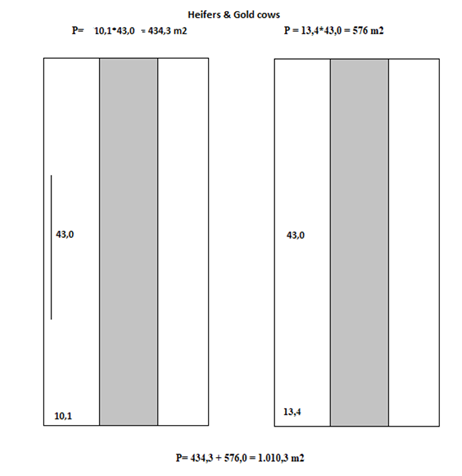 Heifers & Gold cows
P= 10,1*43,0 = 434,3 m2
P = 13,4*43,0 = 576 m2
43,0
43,0
10,1
13,4
P= 434,3 + 576,0 = 1.010,3 m2